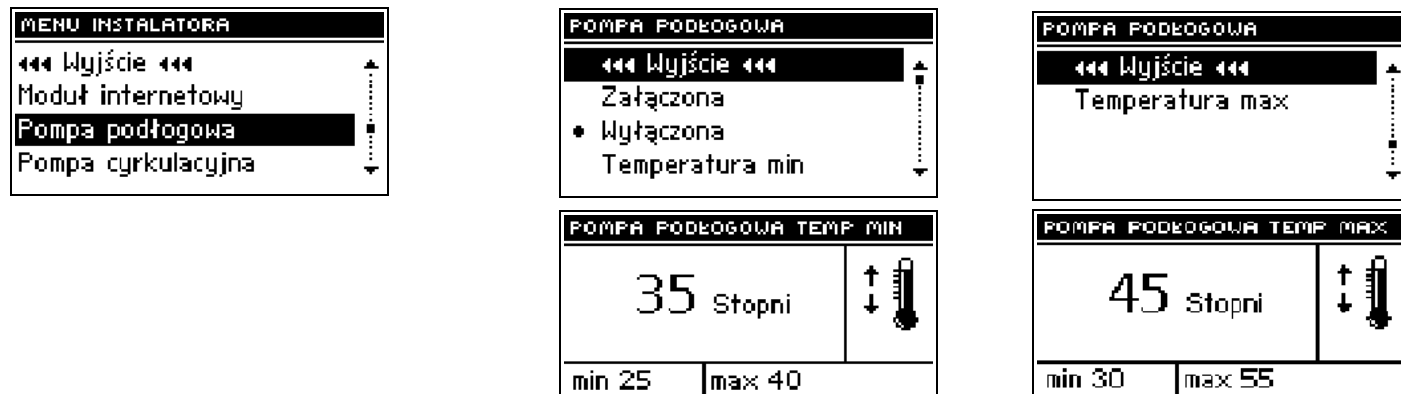 MENU INSTALATORA
Wyjście
Moduł internetowy
Pompa podłogowa
Pompa cyrkulacyjna
POMPA PODŁOGOWA
Wyjście
Załączona
Wyłączona
Temperatura min
POMPA PODŁOGOWA
Wyjście
Temperatura max
POMPA PODŁOGOWA TEMP MIN
35 Stopni
min 25 max 40
POMPA PODŁOGOWA TEMP MAX
45 Stopni
min 30 max 55